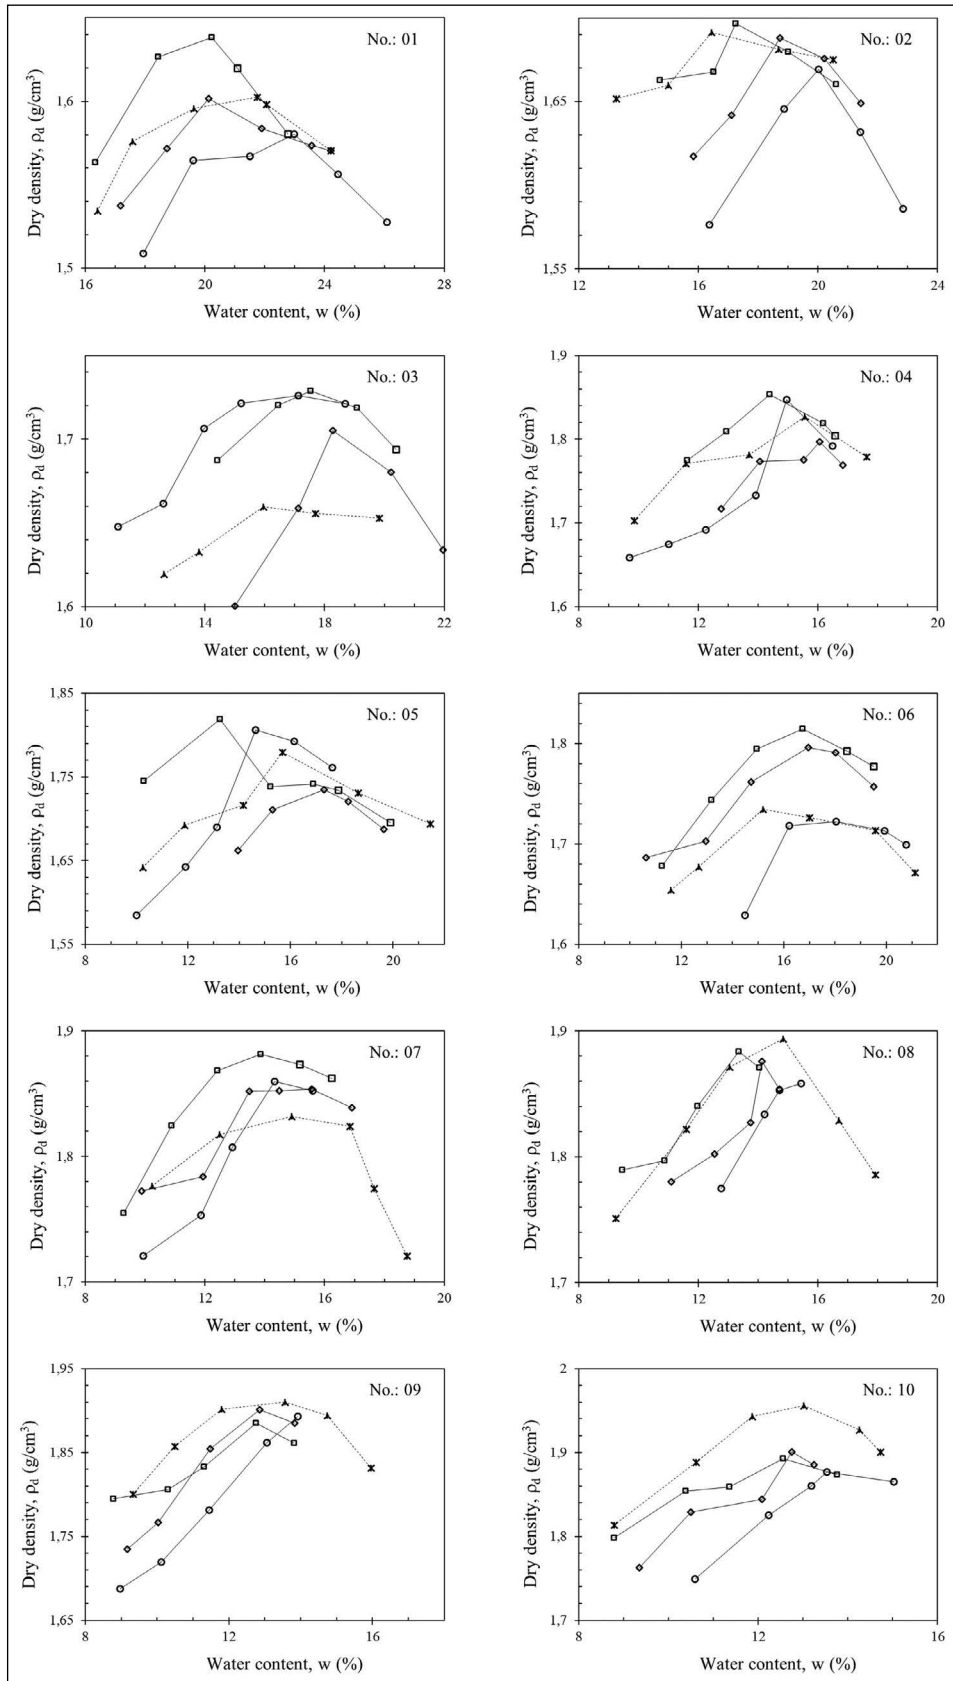 No.: 01
Dry density, ρd (g/cm³)
1,6
1,5
16 20 24 28
Water content, w (%)
No.: 02
Dry density, ρd (g/cm³)
1,65
1,55
12 16 20 24
Water content, w (%)
No.: 03
Dry density, ρd (g/cm³)
1,7
1,6
10 14 18 22
Water content, w (%)
No.: 04
Dry density, ρd (g/cm³)
1,9
1,8
1,7
1,6
8 12 16 20
Water content, w (%)
No.: 05
Dry density, ρd (g/cm³)
1,85
1,75
1,65
1,55
8 12 16 20
Water content, w (%)
No.: 06
Dry density, ρd (g/cm³)
1,8
1,7
1,6
8 12 16 20
Water content, w (%)
No.: 07
Dry density, ρd (g/cm³)
1,9
1,8
1,7
8 12 16 20
Water content, w (%)
No.: 08
Dry density, ρd (g/cm³)
1,9
1,8
1,7
8 12 16 20
Water content, w (%)
No.: 09
Dry density, ρd (g/cm³)
1,95
1,85
1,75
1,65
8 12 16
Water content, w (%)
No.: 10
Dry density, ρd (g/cm³)
2
1,9
1,8
1,7
8 12 16
Water content, w (%)